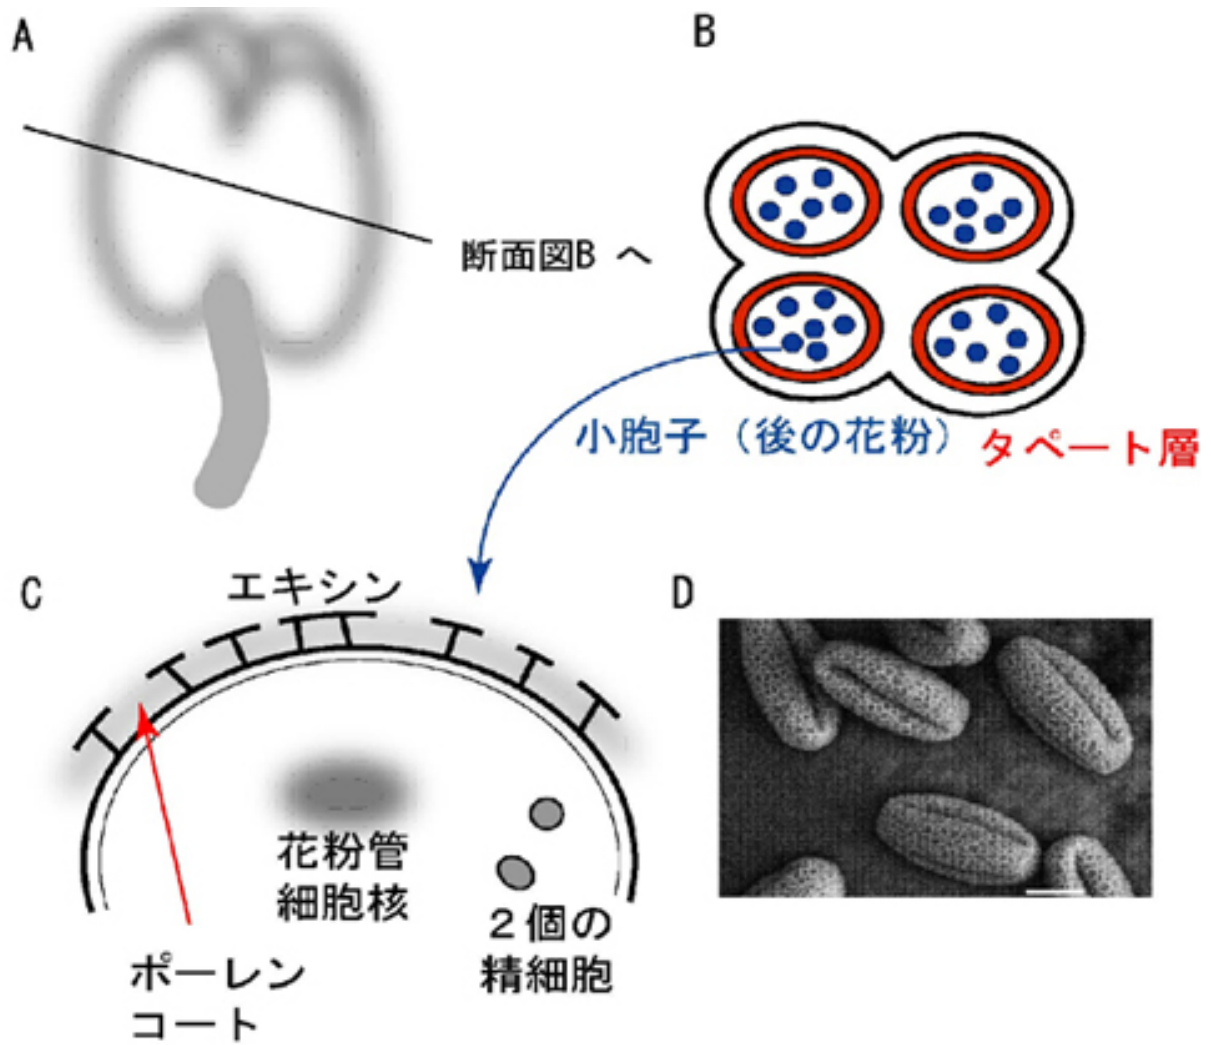 A
B
断面図B へ
小胞子（後の花粉）
タペート層
C
エキシン
D
花粉管
細胞核
２個の
精細胞
ポーレン
コート